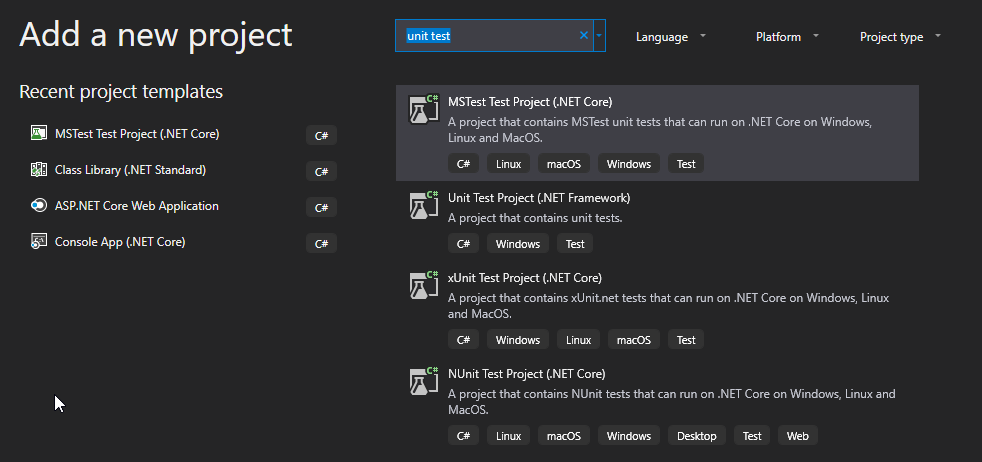 Add a new project
unit test
Language
Platform
Project type
Recent project templates
MSTest Test Project (.NET Core)
C#
Class Library (.NET Standard)
C#
ASP.NET Core Web Application
C#
Console App (.NET Core)
C#
C#
MSTest Test Project (.NET Core)
A project that contains MSTest unit tests that can run on .NET Core on Windows,
Linux and MacOS.
C# Linux macOS Windows Test
C#
Unit Test Project (.NET Framework)
A project that contains unit tests.
C# Windows Test
C#
xUnit Test Project (.NET Core)
A project that contains xUnit.net tests that can run on .NET Core on Windows, Linux
and MacOS.
C# Windows Linux macOS Test
C#
NUnit Test Project (.NET Core)
A project that contains NUnit tests that can run on .NET Core on Windows, Linux and
MacOS.
C# Linux macOS Windows Desktop Test Web